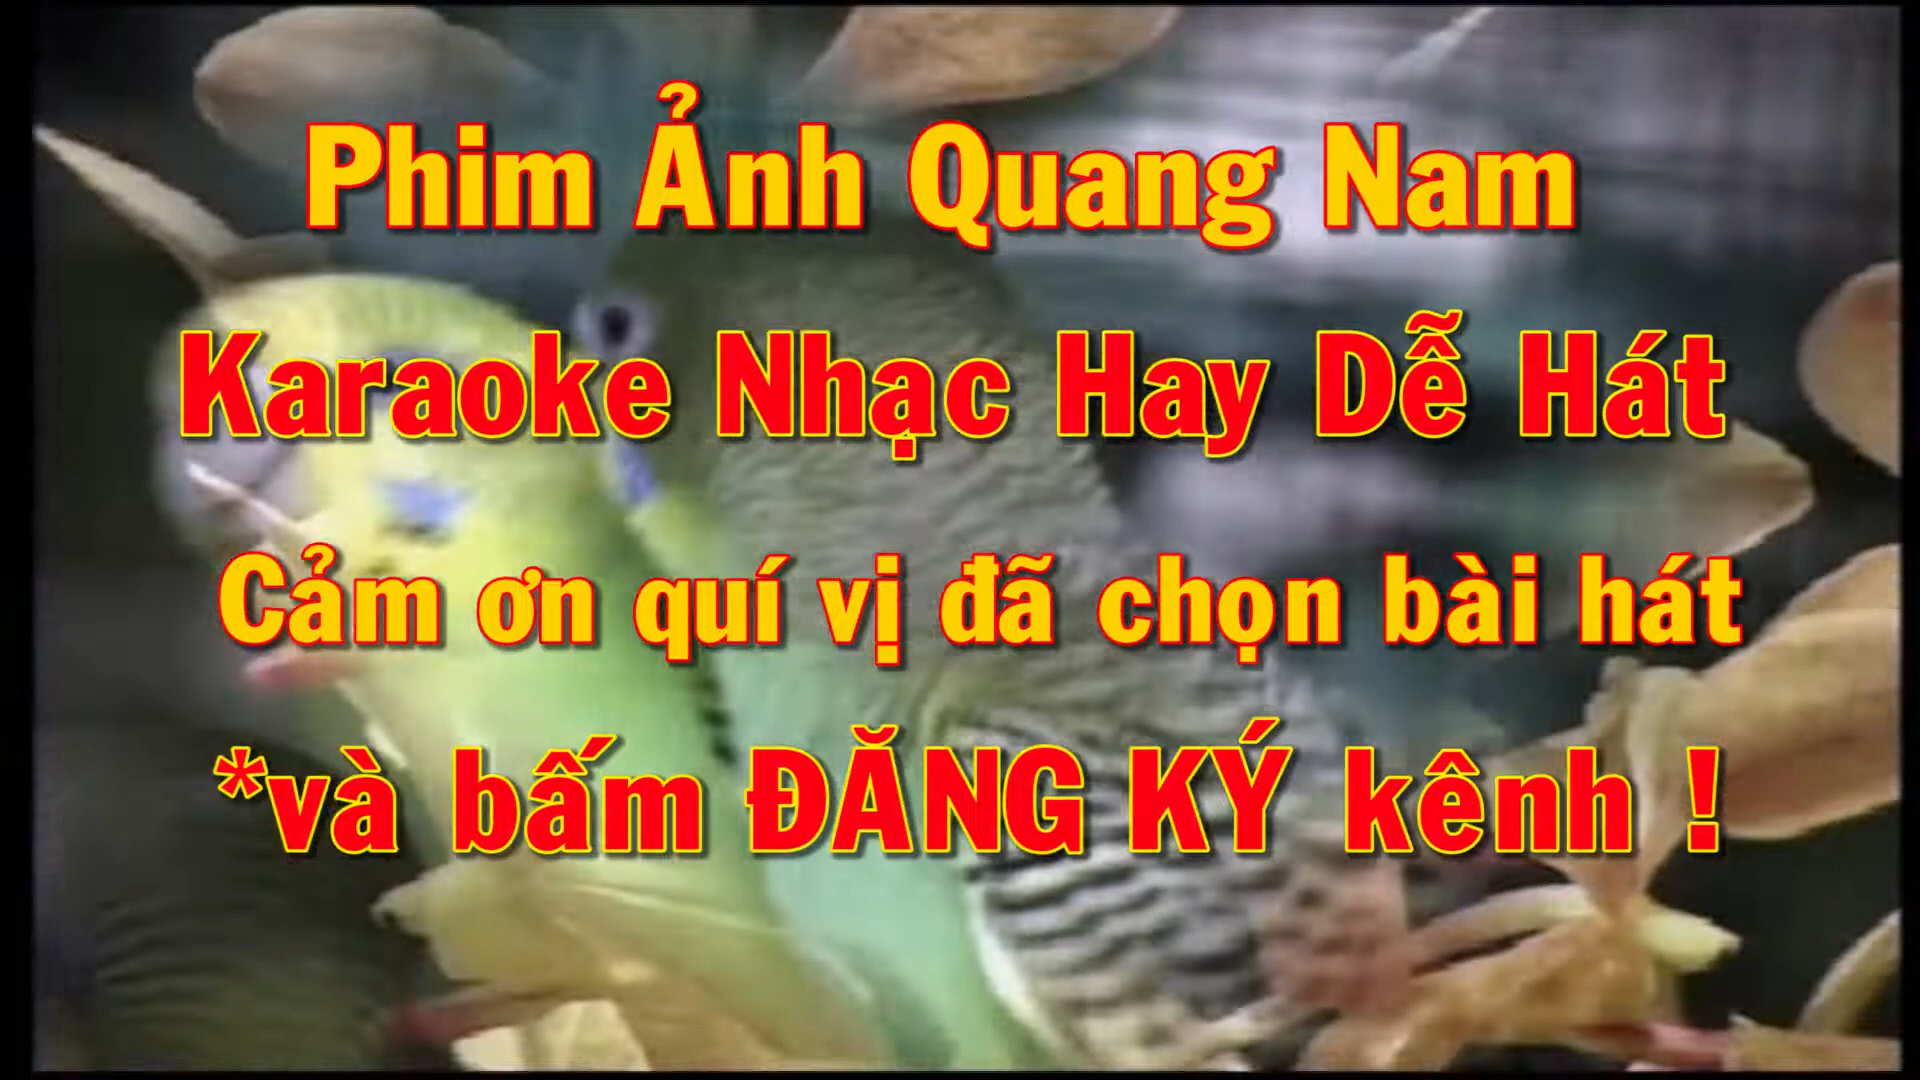 Phim Ảnh Quang Nam
Karaoke Nhạc Hay Dễ Hát
Cảm ơn quí vị đã chọn bài hát
*và bấm ĐĂNG KÝ kênh !